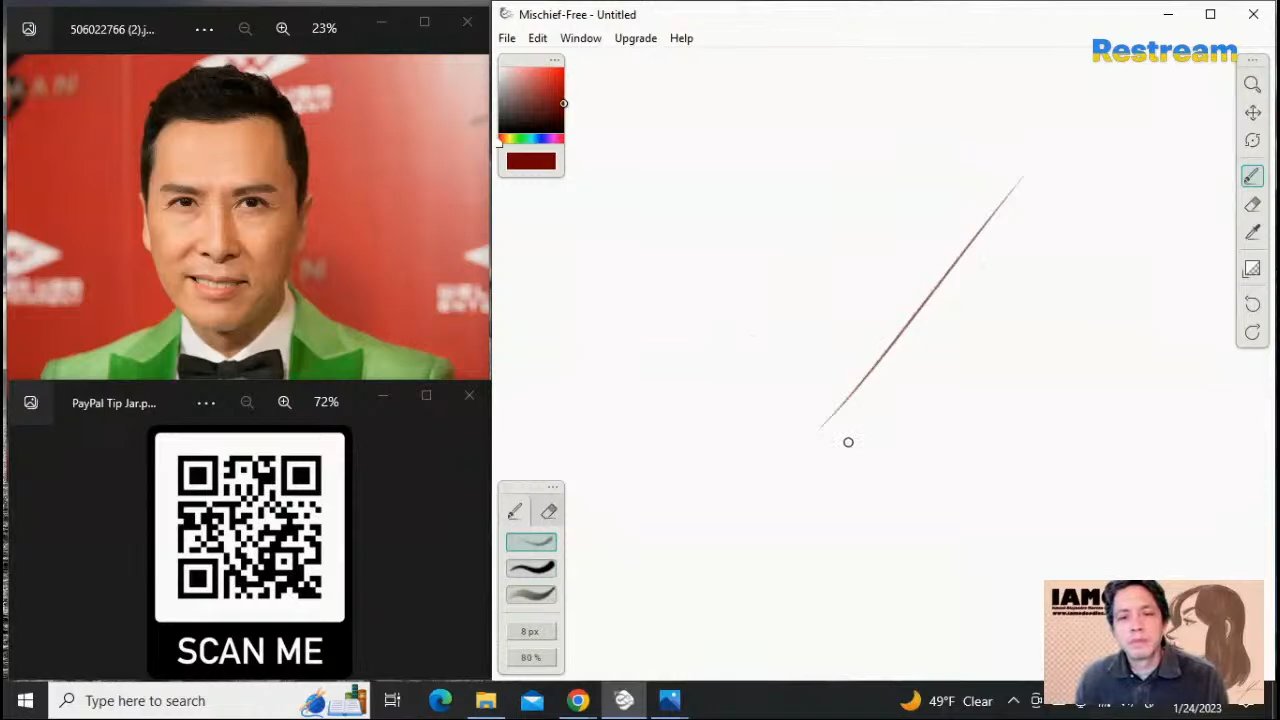 506022766 (2).j...
23%
Mischief-Free - Untitled
File Edit Window Upgrade Help
Restream
PayPal Tip Jar.p...
72%
SCAN ME
8 px
80 %
IAM
Type here to search
49°F Clear
1/24/2023